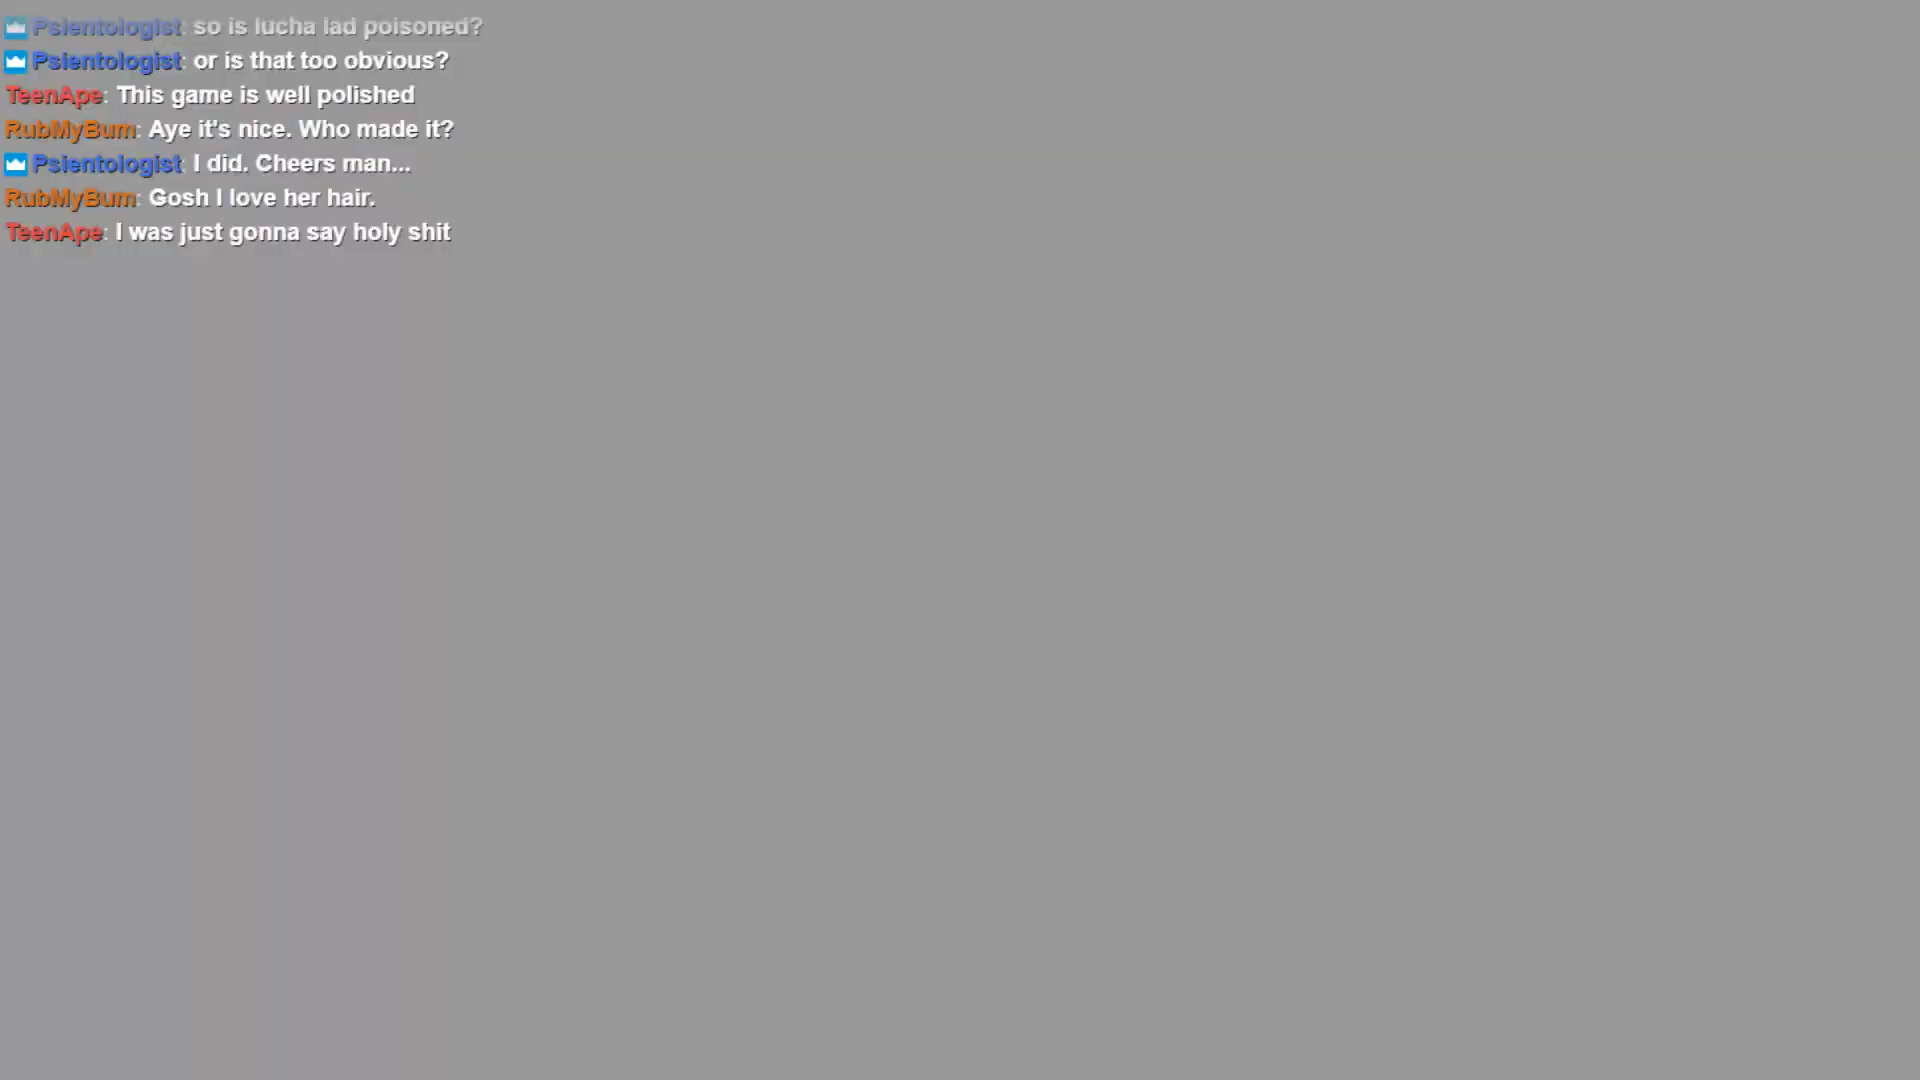 Psientologist: so is lucha lad poisoned?
Psientologist: or is that too obvious?
TeenApe: This game is well polished
RubMyBum: Aye it's nice. Who made it?
Psientologist: I did. Cheers man...
RubMyBum: Gosh I love her hair.
TeenApe: I was just gonna say holy shit